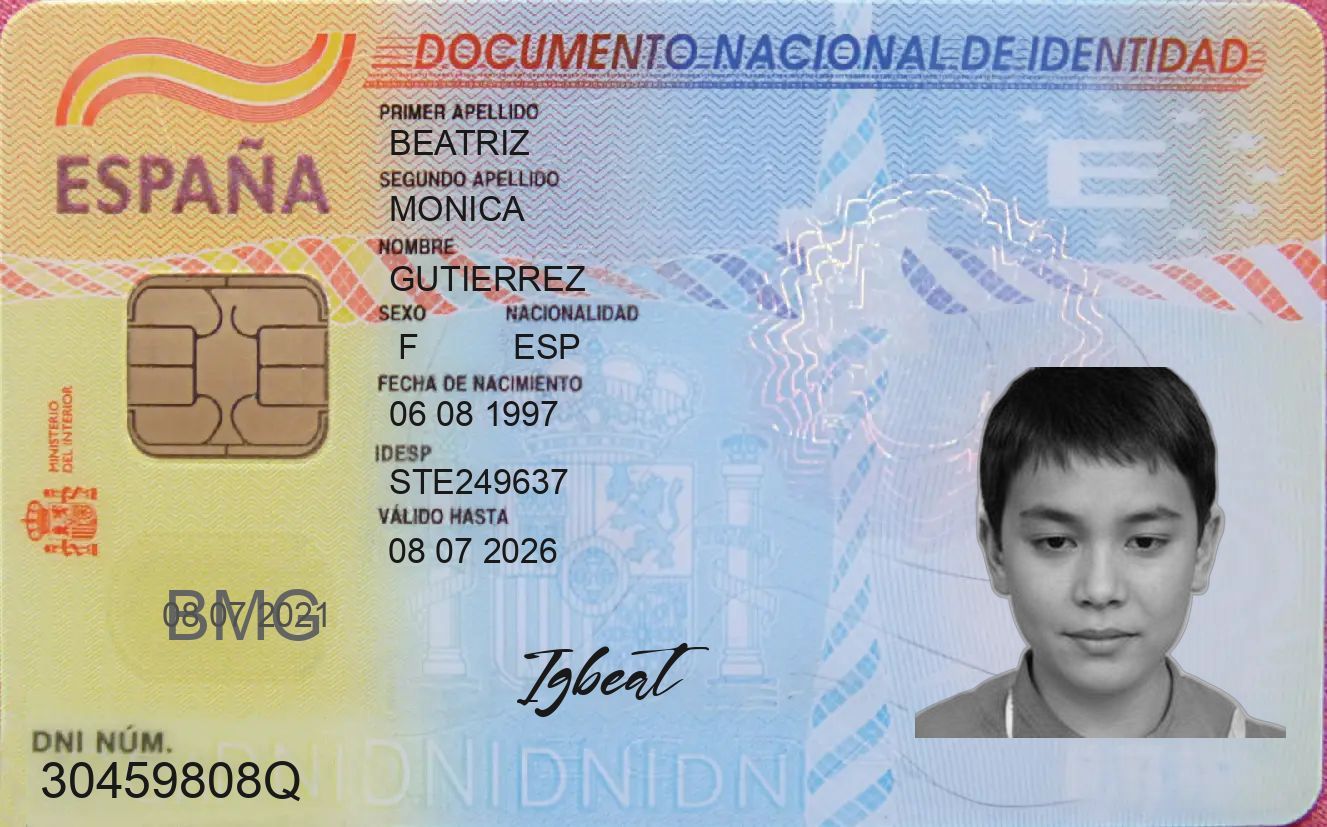 DOCUMENTO NACIONAL DE IDENTIDAD
ESPAÑA
PRIMER APELLIDO
BEATRIZ
SEGUNDO APELLIDO
MONICA
NOMBRE
GUTIERREZ
SEXO NACIONALIDAD
F ESP
FECHA DE NACIMIENTO
06 08 1997
IDESP
STE249637
VÁLIDO HASTA
08 07 2026
MINISTERIO
DEL INTERIOR
E
08 07 2021
BMG
Igbeat
DNI NÚM.
30459808Q
DNIDNIDNIDNI